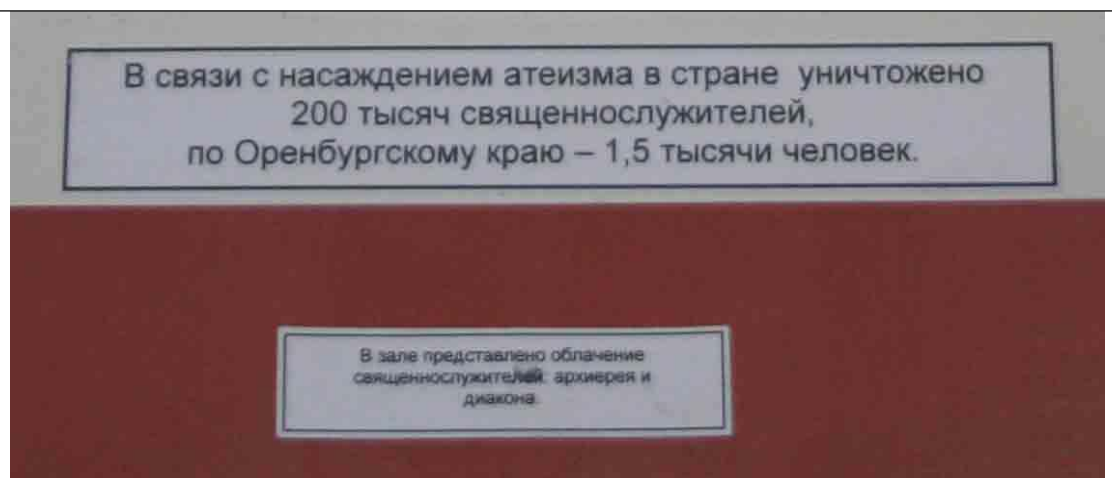 В связи с насаждением атеизма в стране уничтожено
200 тысяч священнослужителей,
по Оренбургскому краю – 1,5 тысячи человек.
В зале представлено облачение
священнослужителей: архиерея и
диакона.